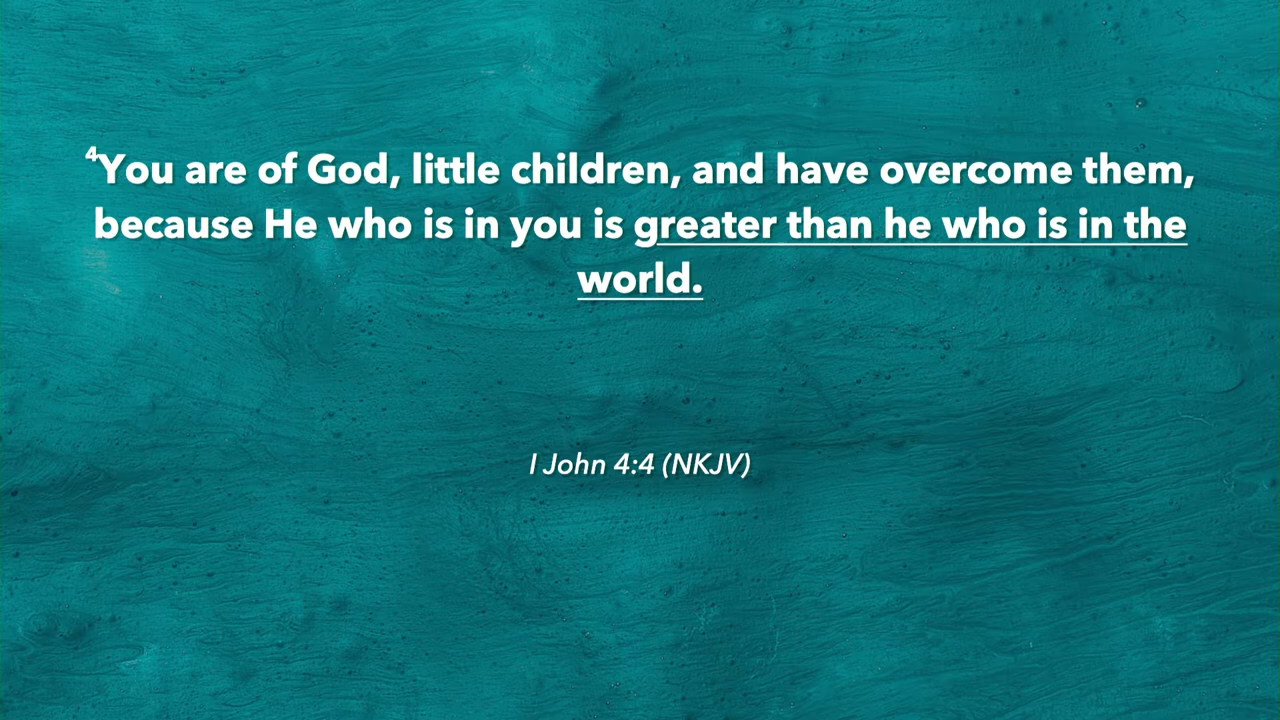 4You are of God, little children, and have overcome them,
because He who is in you is greater than he who is in the
world.
I John 4:4 (NKJV)